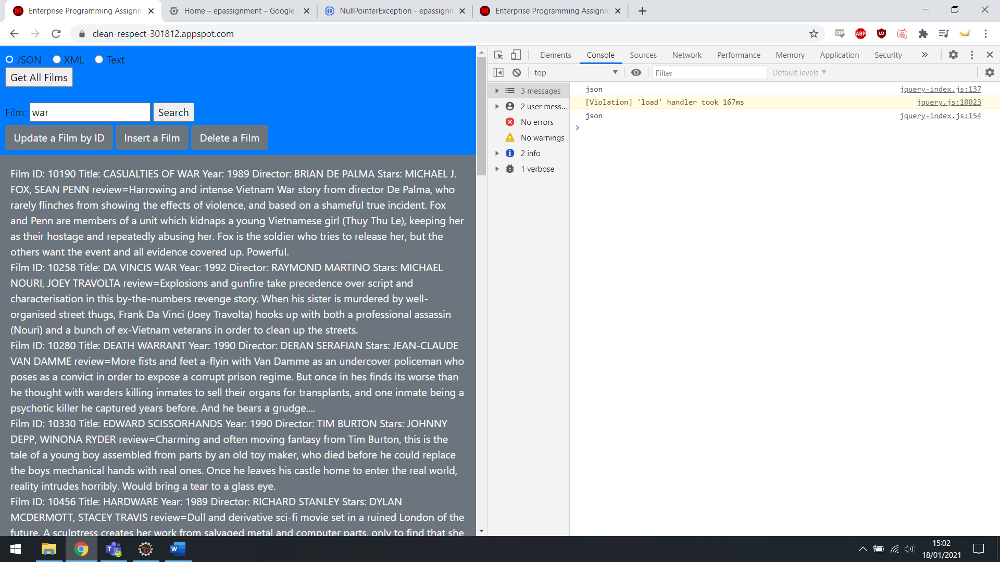 Enterprise Programming Assignm
Home – epassignment – Google
NullPointerException - epassignm
Enterprise Programming Assignm
clean-respect-301812.appspot.com
JSON XML Text
Get All Films
Film: war Search
Update a Film by ID Insert a Film Delete a Film
Film ID: 10190 Title: CASUALTIES OF WAR Year: 1989 Director: BRIAN DE PALMA Stars: MICHAEL J.
FOX, SEAN PENN review=Harrowing and intense Vietnam War story from director De Palma, who
rarely flinches from showing the effects of violence, and based on a shameful true incident. Fox
and Penn are members of a unit which kidnaps a young Vietnamese girl (Thuy Thu Le), keeping her
as their hostage and repeatedly abusing her. Fox is the soldier who tries to release her, but the
others want the event and all evidence covered up. Powerful.
Film ID: 10258 Title: DA VINCIS WAR Year: 1992 Director: RAYMOND MARTINO Stars: MICHAEL
NOURI, JOEY TRAVOLTA review=Explosions and gunfire take precedence over script and
characterisation in this by-the-numbers revenge story. When his sister is murdered by well-
organised street thugs, Frank Da Vinci (Joey Travolta) hooks up with both a professional assassin
(Nouri) and a bunch of ex-Vietnam veterans in order to clean up the streets.
Film ID: 10280 Title: DEATH WARRANT Year: 1990 Director: DERAN SERAFIAN Stars: JEAN-CLAUDE
VAN DAMME review=More fists and feet a-flyin with Van Damme as an undercover policeman who
poses as a convict in order to expose a corrupt prison regime. But once in hes finds its worse than
he thought with warders killing inmates to sell their organs for transplants, and one inmate being a
psychotic killer he captured years before. And he bears a grudge....
Film ID: 10330 Title: EDWARD SCISSORHANDS Year: 1990 Director: TIM BURTON Stars: JOHNNY
DEPP, WINONA RYDER review=Charming and often moving fantasy from Tim Burton, this is the
tale of a young boy assembled from parts by an old toy maker, who died before he could replace
the boys mechanical hands with real ones. Once he leaves his castle home to enter the real world,
reality intrudes horribly. Would bring a tear to a glass eye.
Film ID: 10456 Title: HARDWARE Year: 1989 Director: RICHARD STANLEY Stars: DYLAN
MCDERMOTT, STACEY TRAVIS review=Dull and derivative sci-fi movie set in a ruined London of the
future. A sculptress creates her work from salvaged metal and computer parts, only to find that she
Elements Console Sources Network Performance Memory Application Security
top Filter Default levels
3 messages
2 user mess...
No errors
No warnings
2 info
1 verbose
json jquery-index.js:137
[Violation] 'load' handler took 167ms jquery.js:10023
json jquery-index.js:154
15:02
18/01/2021